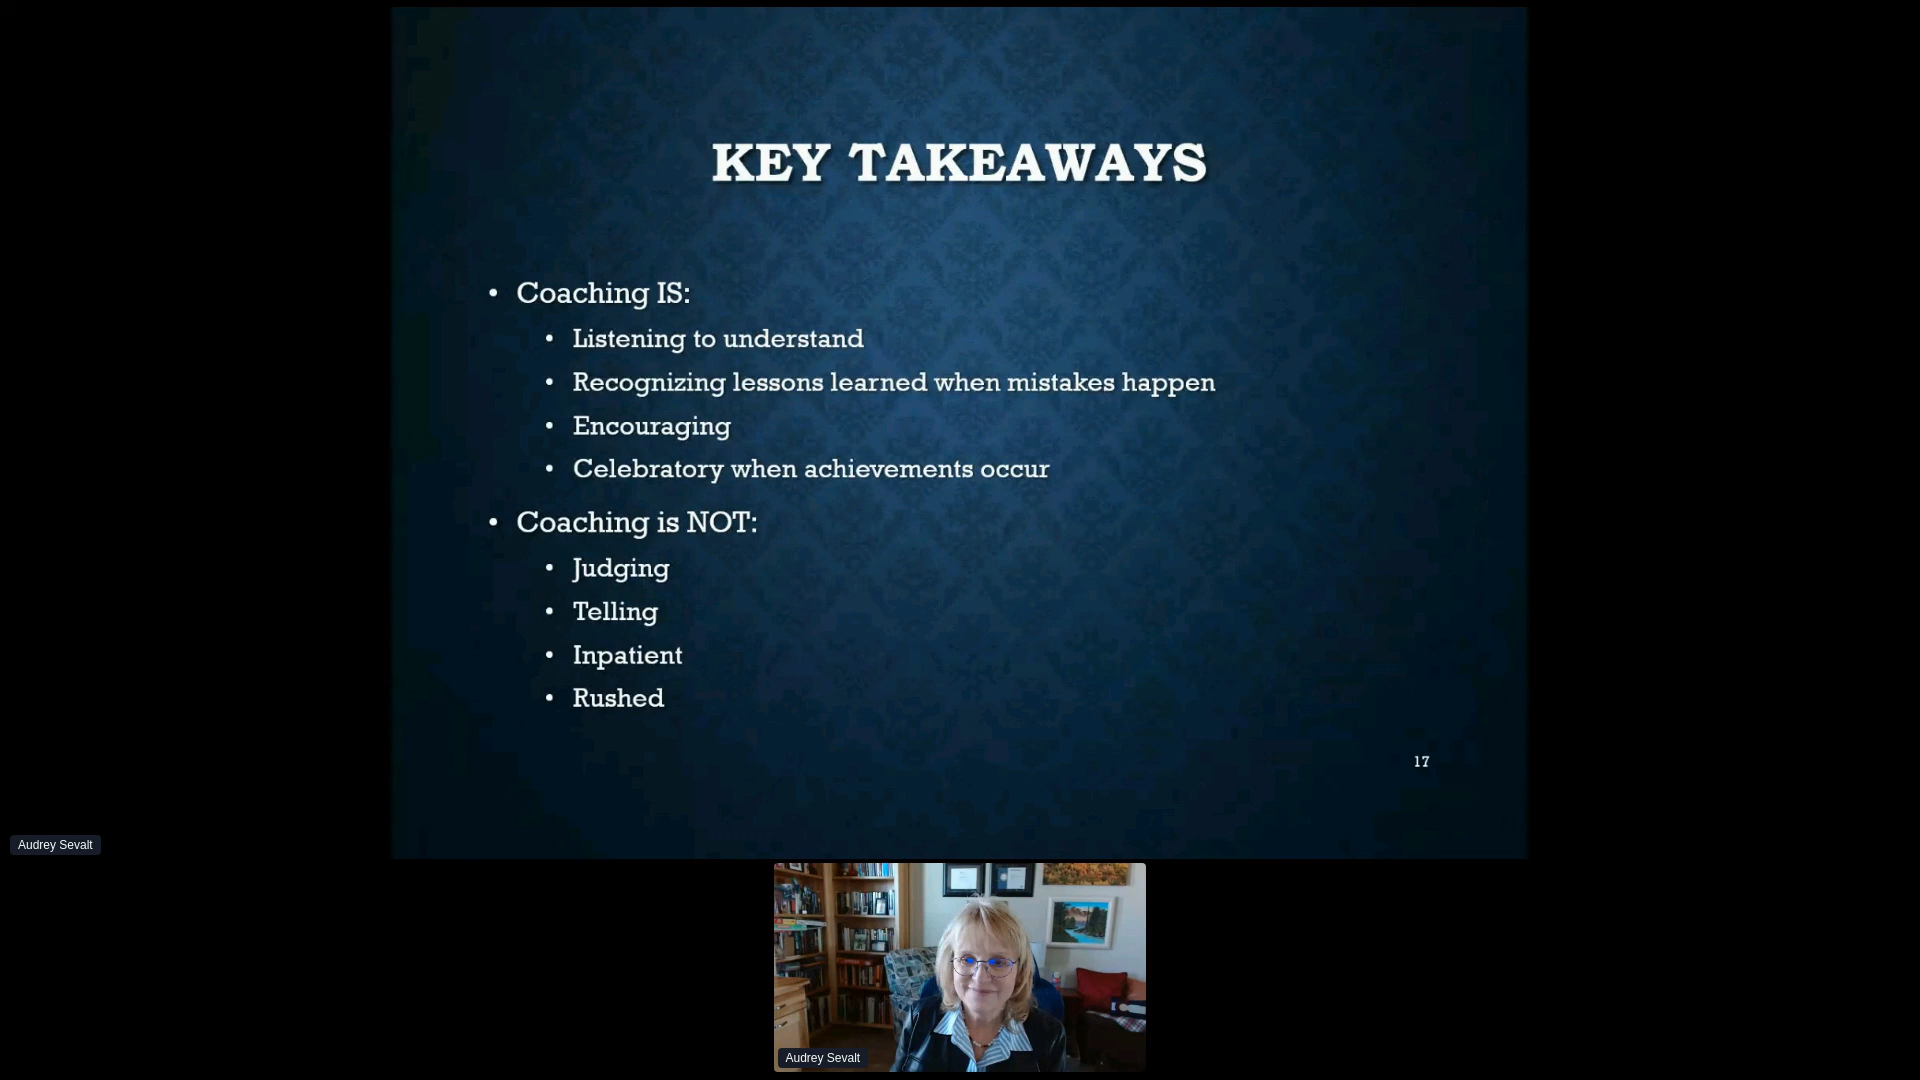 KEY TAKEAWAYS
• Coaching IS:
• Listening to understand
• Recognizing lessons learned when mistakes happen
• Encouraging
• Celebratory when achievements occur
• Coaching is NOT:
• Judging
• Telling
• Inpatient
• Rushed
17
Audrey Sevalt
Audrey Sevalt